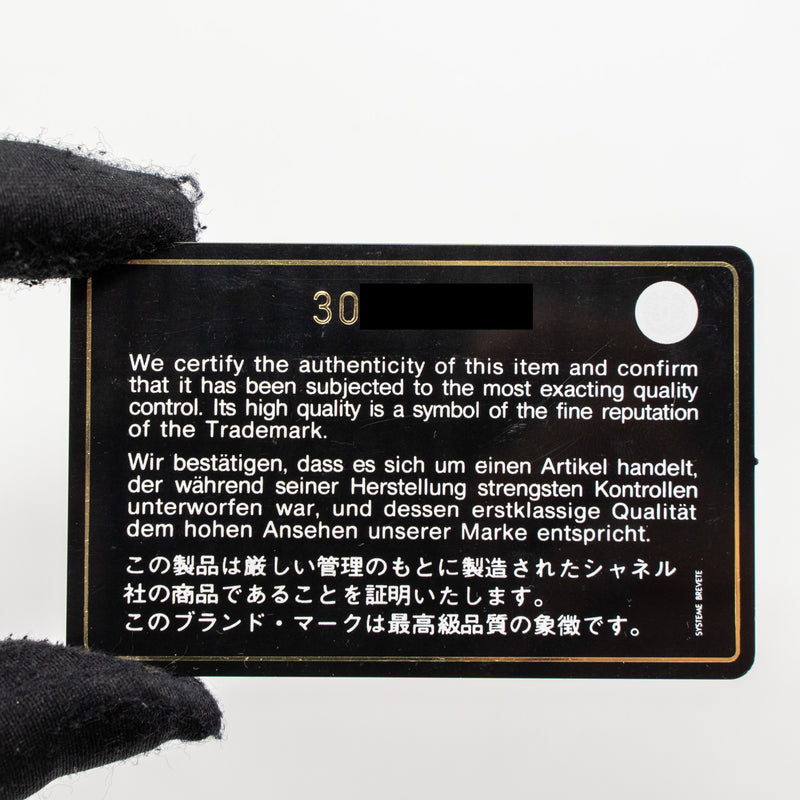 30
We certify the authenticity of this item and confirm
that it has been subjected to the most exacting quality
control. Its high quality is a symbol of the fine reputation
of the Trademark.
Wir bestätigen, dass es sich um einen Artikel handelt,
der während seiner Herstellung strengsten Kontrollen
unterworfen war, und dessen erstklassige Qualität
dem hohen Ansehen unserer Marke entspricht.
この製品は厳しい管理のもとに製造されたシャネル
社の商品であることを証明いたします。
このブランド・マークは最高級品質の象徴です。
SYSTEME BREVETE